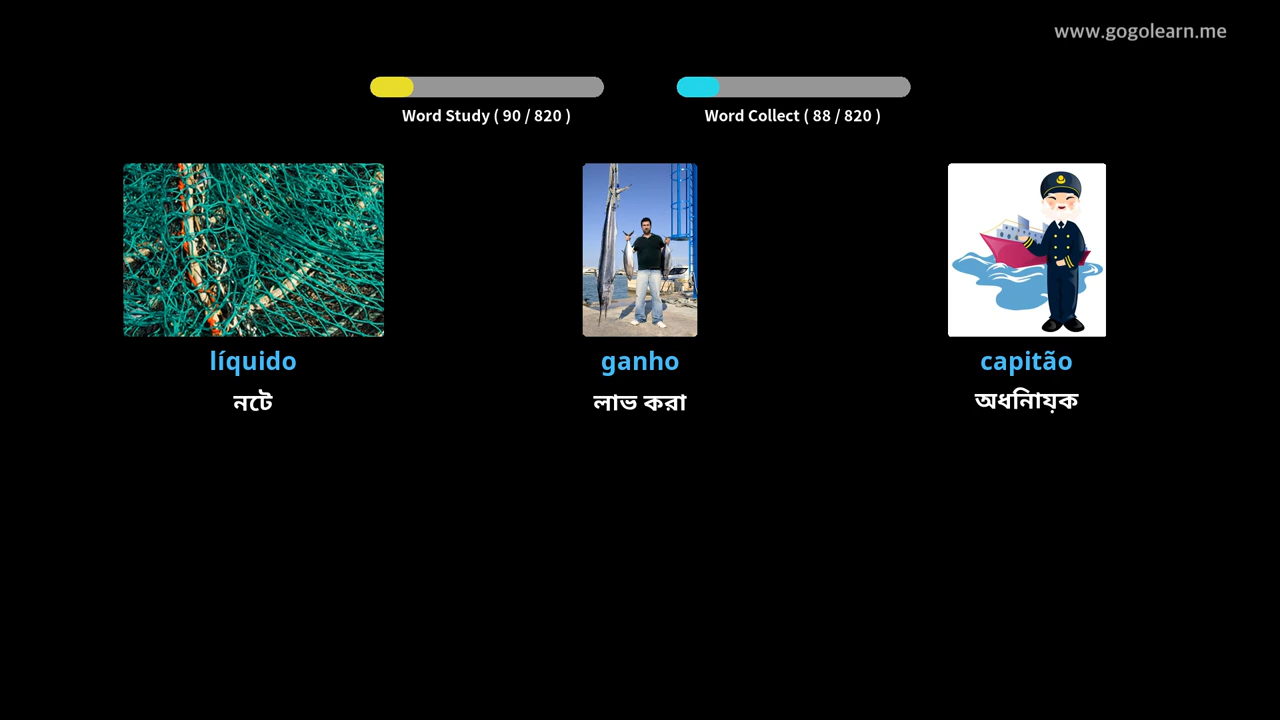 www.gogolearn.me
Word Study ( 90 / 820 )
Word Collect ( 88 / 820 )
líquido
ganho
capitão
নটে
লাভ করা
অধিনায়ক